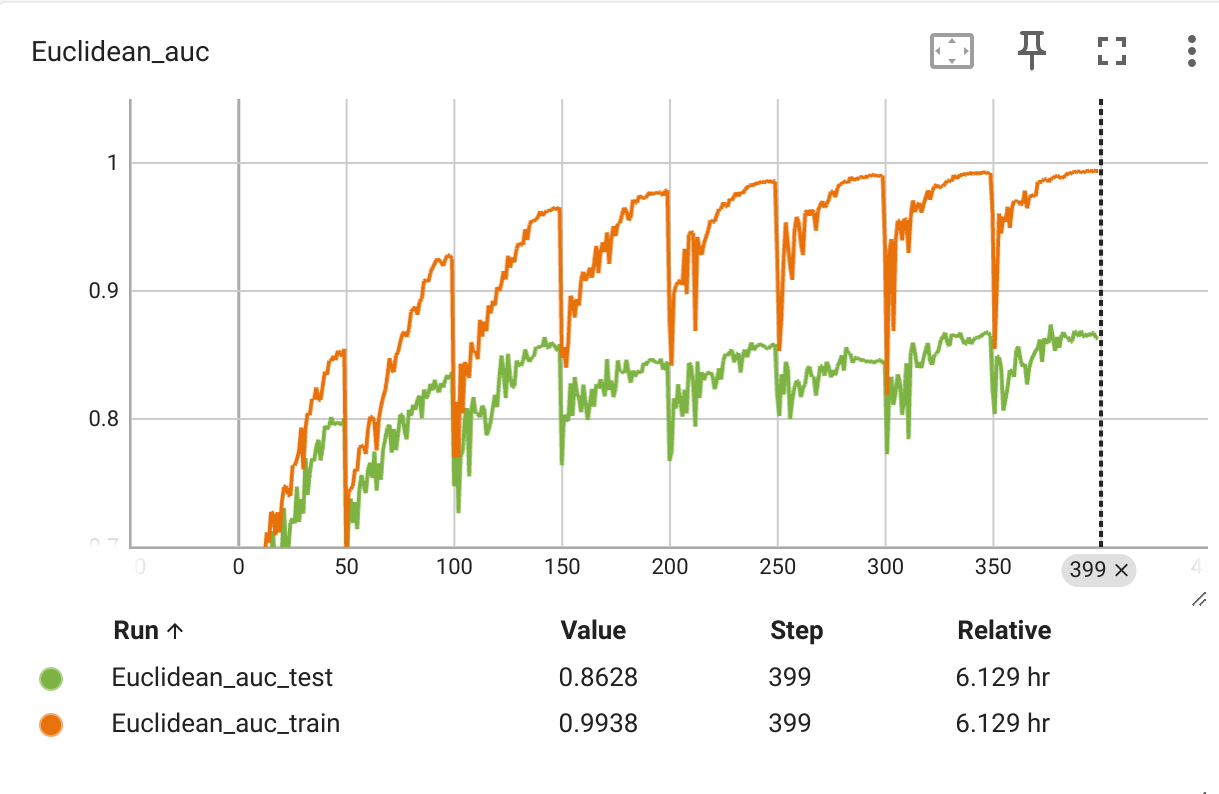 Euclidean_auc
1
0.9
0.8
0.7
0 0 50 100 150 200 250 300 350 399 × 4
Run ↑ Value Step Relative
Euclidean_auc_test 0.8628 399 6.129 hr
Euclidean_auc_train 0.9938 399 6.129 hr